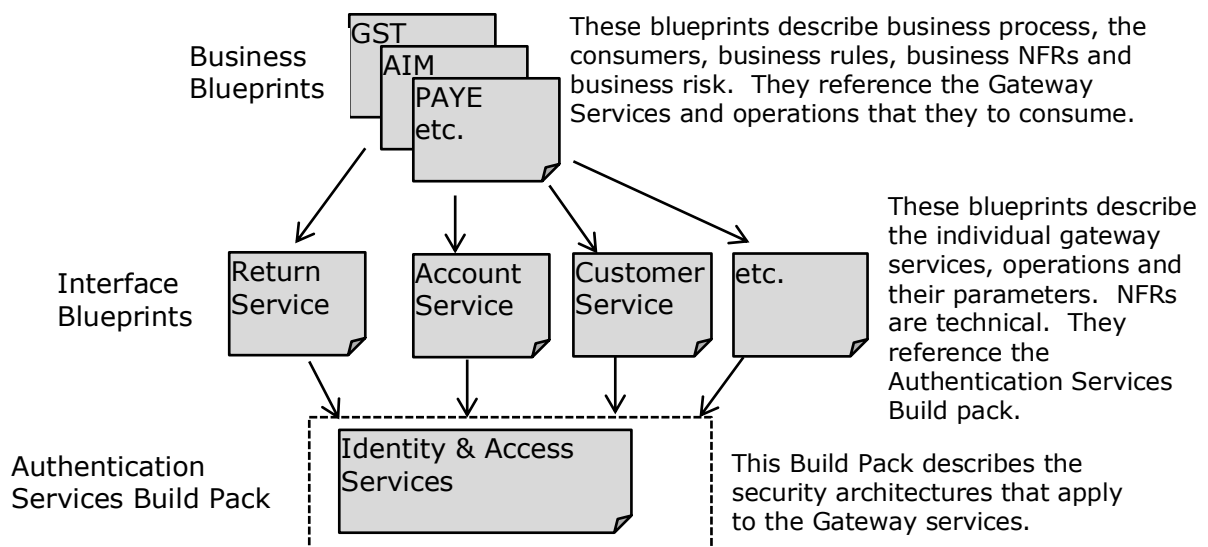 Business
Blueprints
GST
AIM
PAYE
etc.
These blueprints describe business process, the
consumers, business rules, business NFRs and
business risk.  They reference the Gateway
Services and operations that they to consume.
Interface
Blueprints
Return
Service
Account
Service
Customer
Service
etc.
These blueprints describe
the individual gateway
services, operations and
their parameters.  NFRs
are technical.  They
reference the
Authentication Services
Build pack.
Authentication
Services Build Pack
Identity & Access
Services
This Build Pack describes the
security architectures that apply
to the Gateway services.